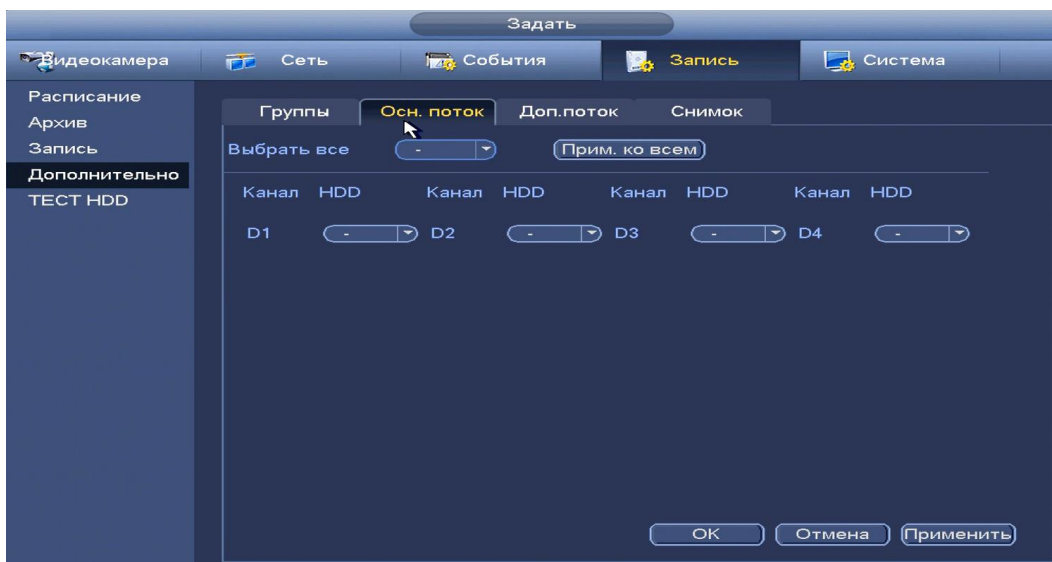 Задать
Видеокамера Сеть События Запись Система
Расписание
Архив
Запись
Дополнительно
ТЕСТ HDD
Группы Осн. поток Доп.поток Снимок
Выбрать все - Прим. ко всем
Канал HDD Канал HDD Канал HDD Канал HDD
D1 - D2 - D3 - D4 -
OK Отмена Применить